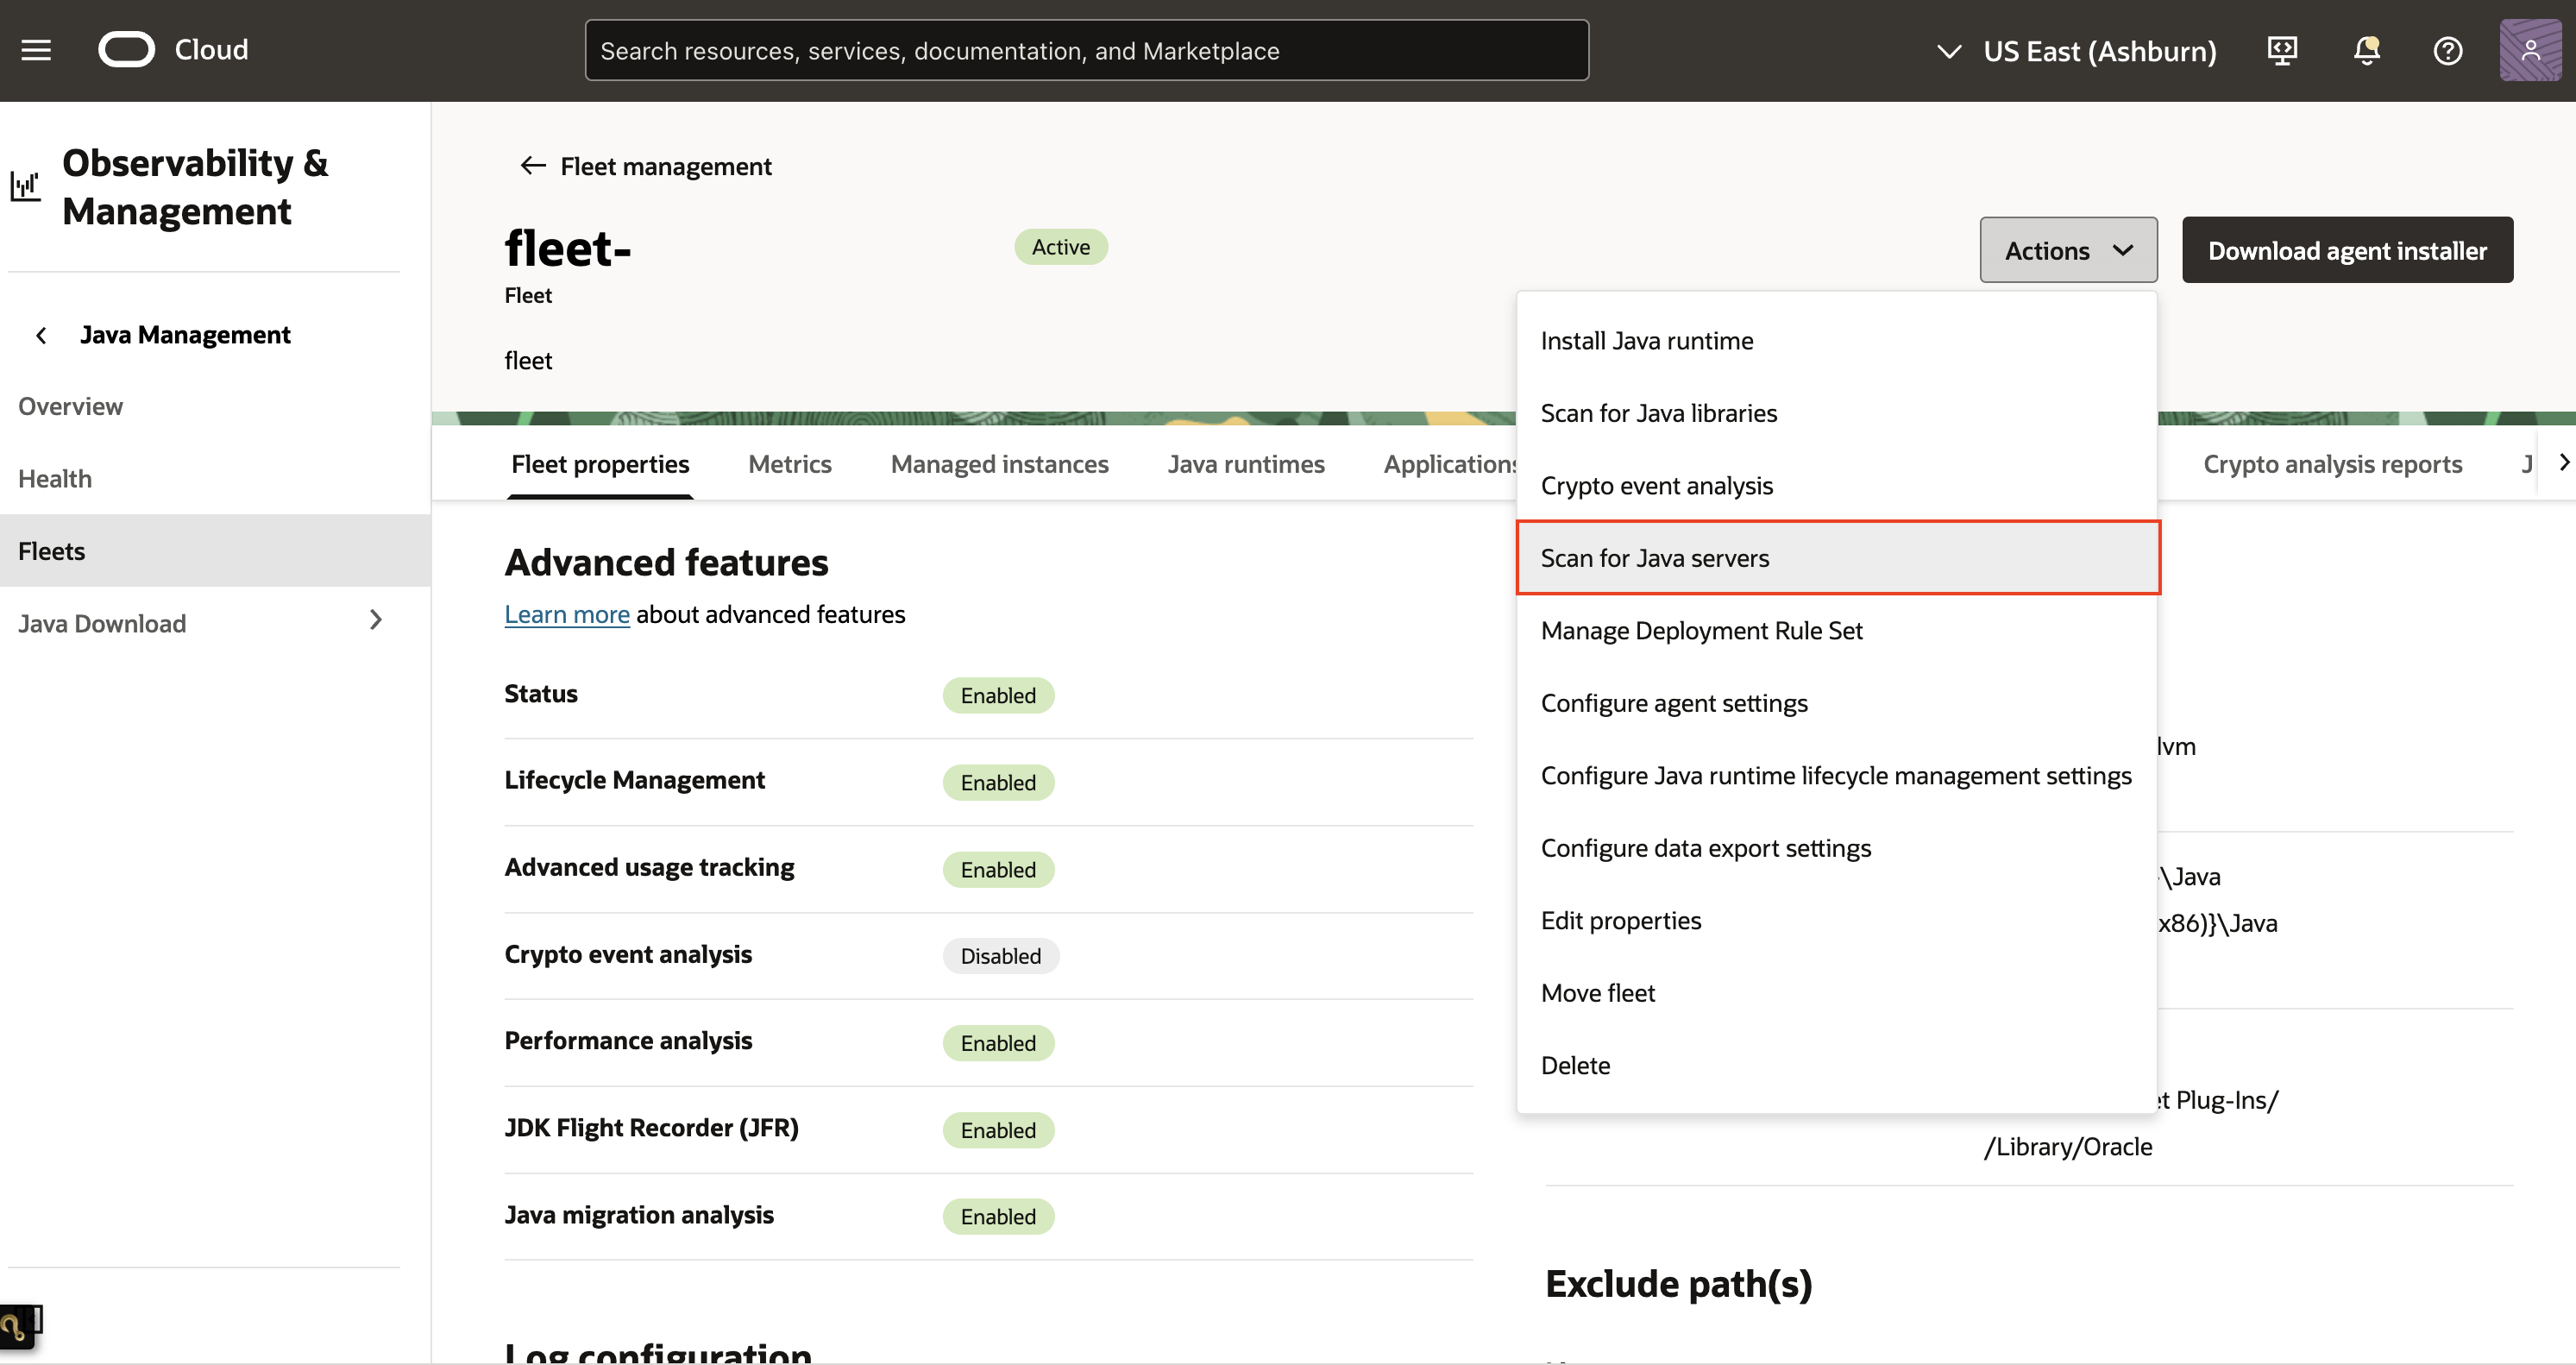 Cloud
Search resources, services, documentation, and Marketplace
US East (Ashburn)
Observability &
Management
Java Management
Overview
Health
Fleets
Java Download
Fleet management
fleet-
Active
Fleet
fleet
Actions
Download agent installer
Install Java runtime
Scan for Java libraries
Crypto event analysis
Scan for Java servers
Manage Deployment Rule Set
Configure agent settings
Configure Java runtime lifecycle management settings
Configure data export settings
Edit properties
Move fleet
Delete
Fleet properties
Metrics
Managed instances
Java runtimes
Applications
Crypto analysis reports
J
Advanced features
Learn more about advanced features
Status
Enabled
Lifecycle Management
Enabled
Advanced usage tracking
Enabled
Crypto event analysis
Disabled
Performance analysis
Enabled
JDK Flight Recorder (JFR)
Enabled
Java migration analysis
Enabled
Log configuration
lvm
\Java
x86)}\Java
et Plug-Ins/
/Library/Oracle
Exclude path(s)